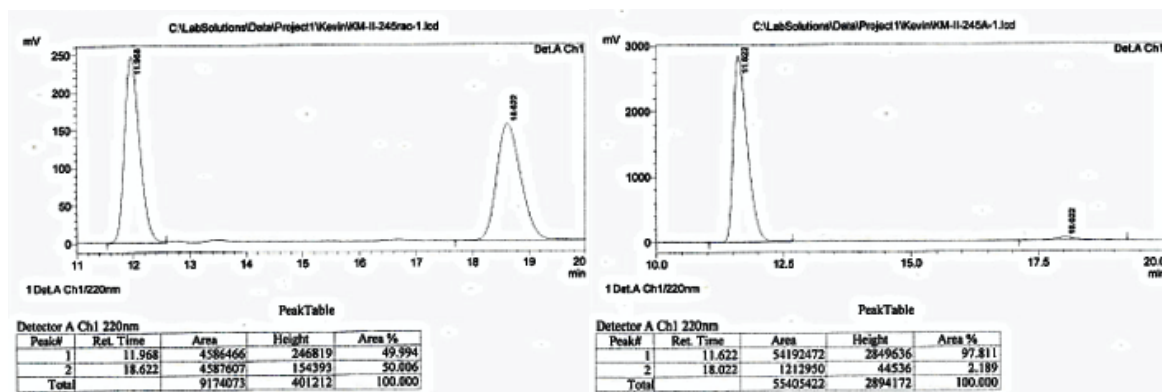 C:\LabSolutions\Data\Project1\Kevin\KM-II-245rac-1.lcd
mV
Det.A Ch1
250
200
150
100
50
0
11.968
18.622
11 12 13 14 15 16 17 18 19 20
min
1 Det.A Ch1/220nm
PeakTable
Detector A Ch1 220nm
Peak# Ret. Time Area Height Area %
1 11.968 4586466 246819 49.994
2 18.622 4587607 154393 50.006
Total 9174073 401212 100.000
C:\LabSolutions\Data\Project1\Kevin\KM-II-245A-1.lcd
mV
Det.A Ch1
3000
2000
1000
0
11.622
18.022
10.0 12.5 15.0 17.5 20.0
min
1 Det.A Ch1/220nm
PeakTable
Detector A Ch1 220nm
Peak# Ret. Time Area Height Area %
1 11.622 54192472 2849636 97.811
2 18.022 1212950 44536 2.189
Total 55405422 2894172 100.000